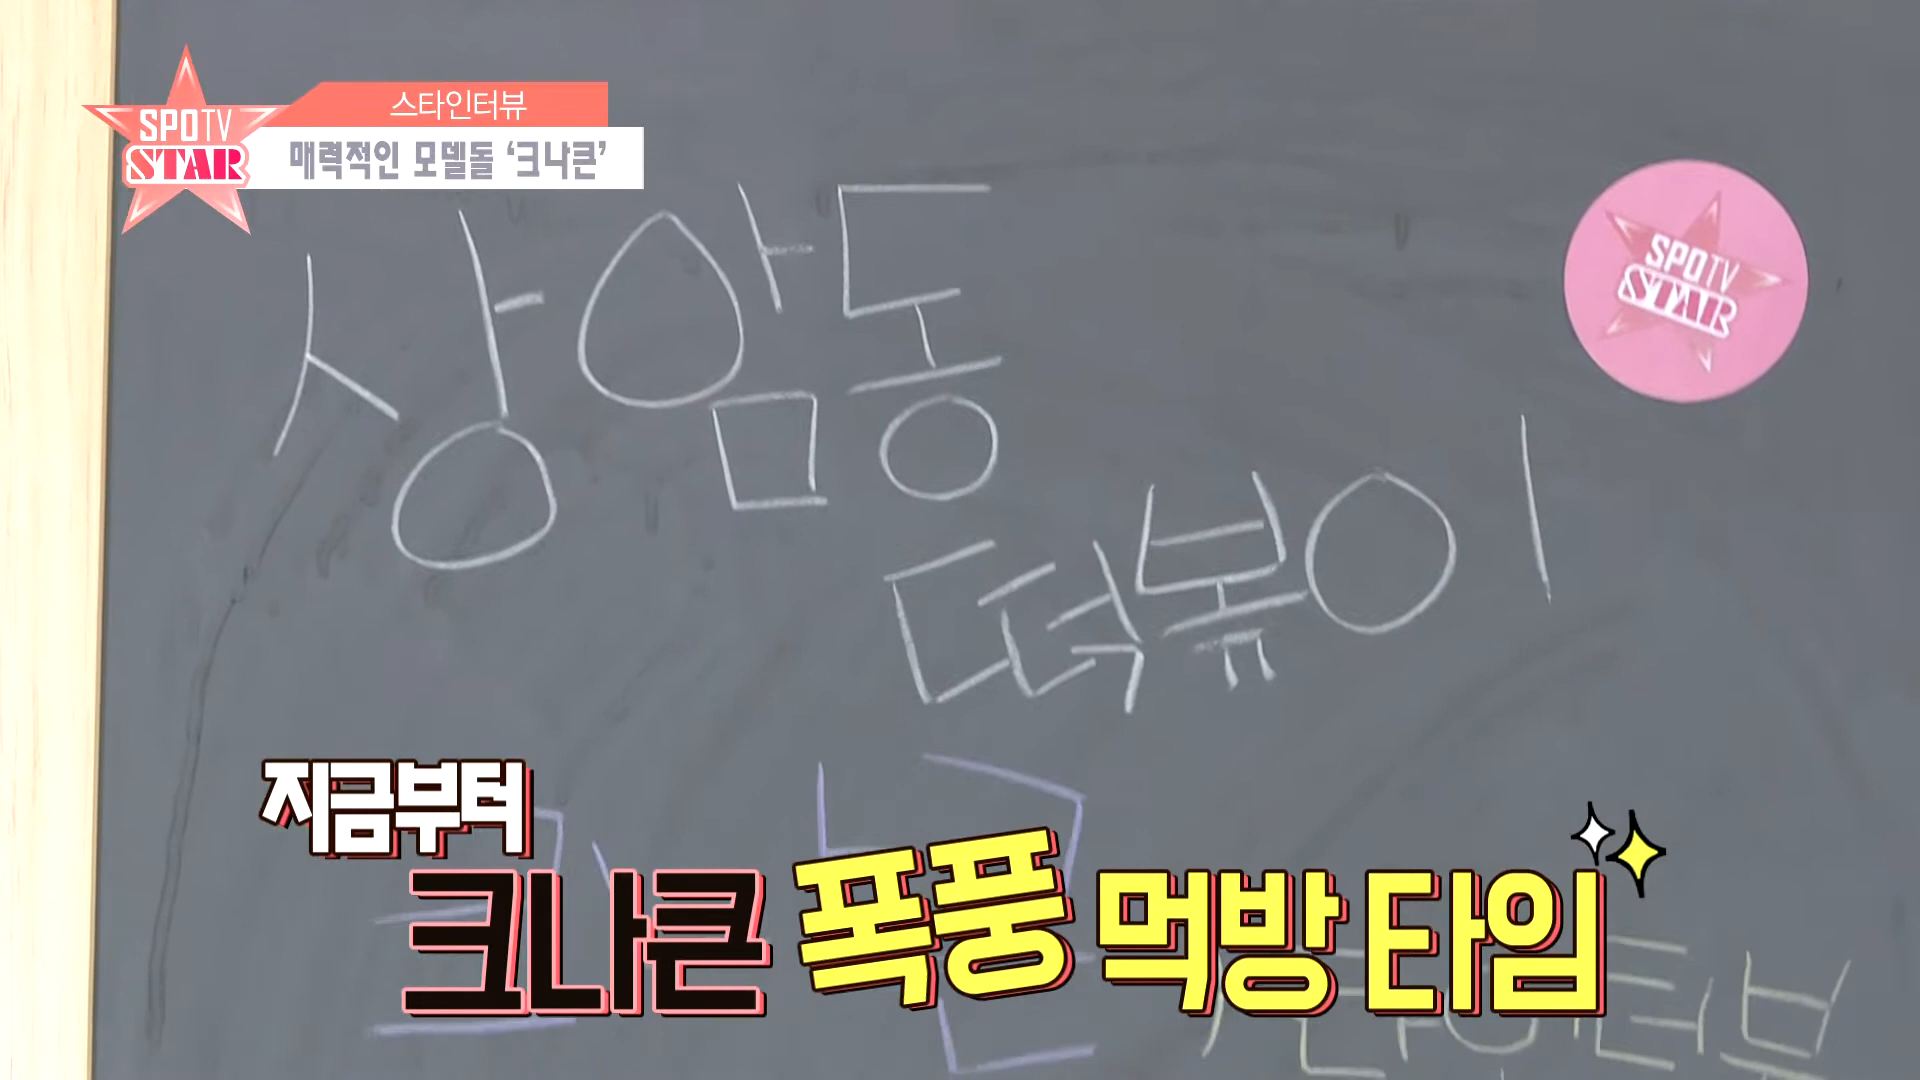 스타인터뷰
SPOTV
STAR
매력적인 모델돌 ‘크나큰’
상암동
SPOTV
STAR
떡볶이
지금부터
크나큰 폭풍 먹방 타임